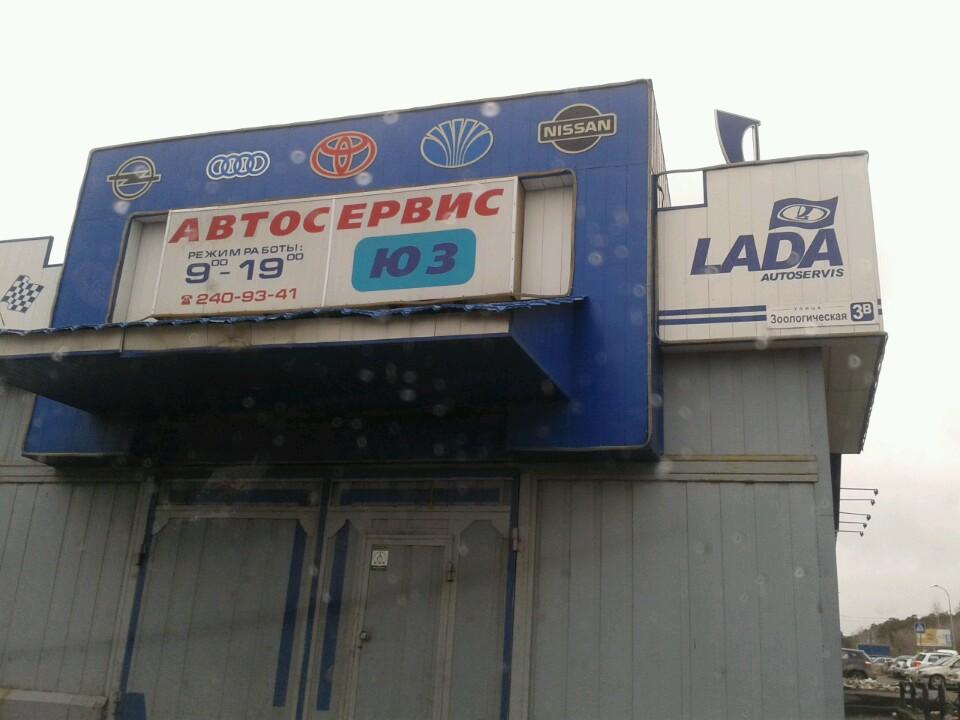 NISSAN
АВТОСЕРВИС
РЕЖИМ РАБОТЫ:
9⁰⁰ - 19⁰⁰
☎ 240-93-41
ЮЗ
LADA
AUTOSERVIS
улица
Зоологическая 3В